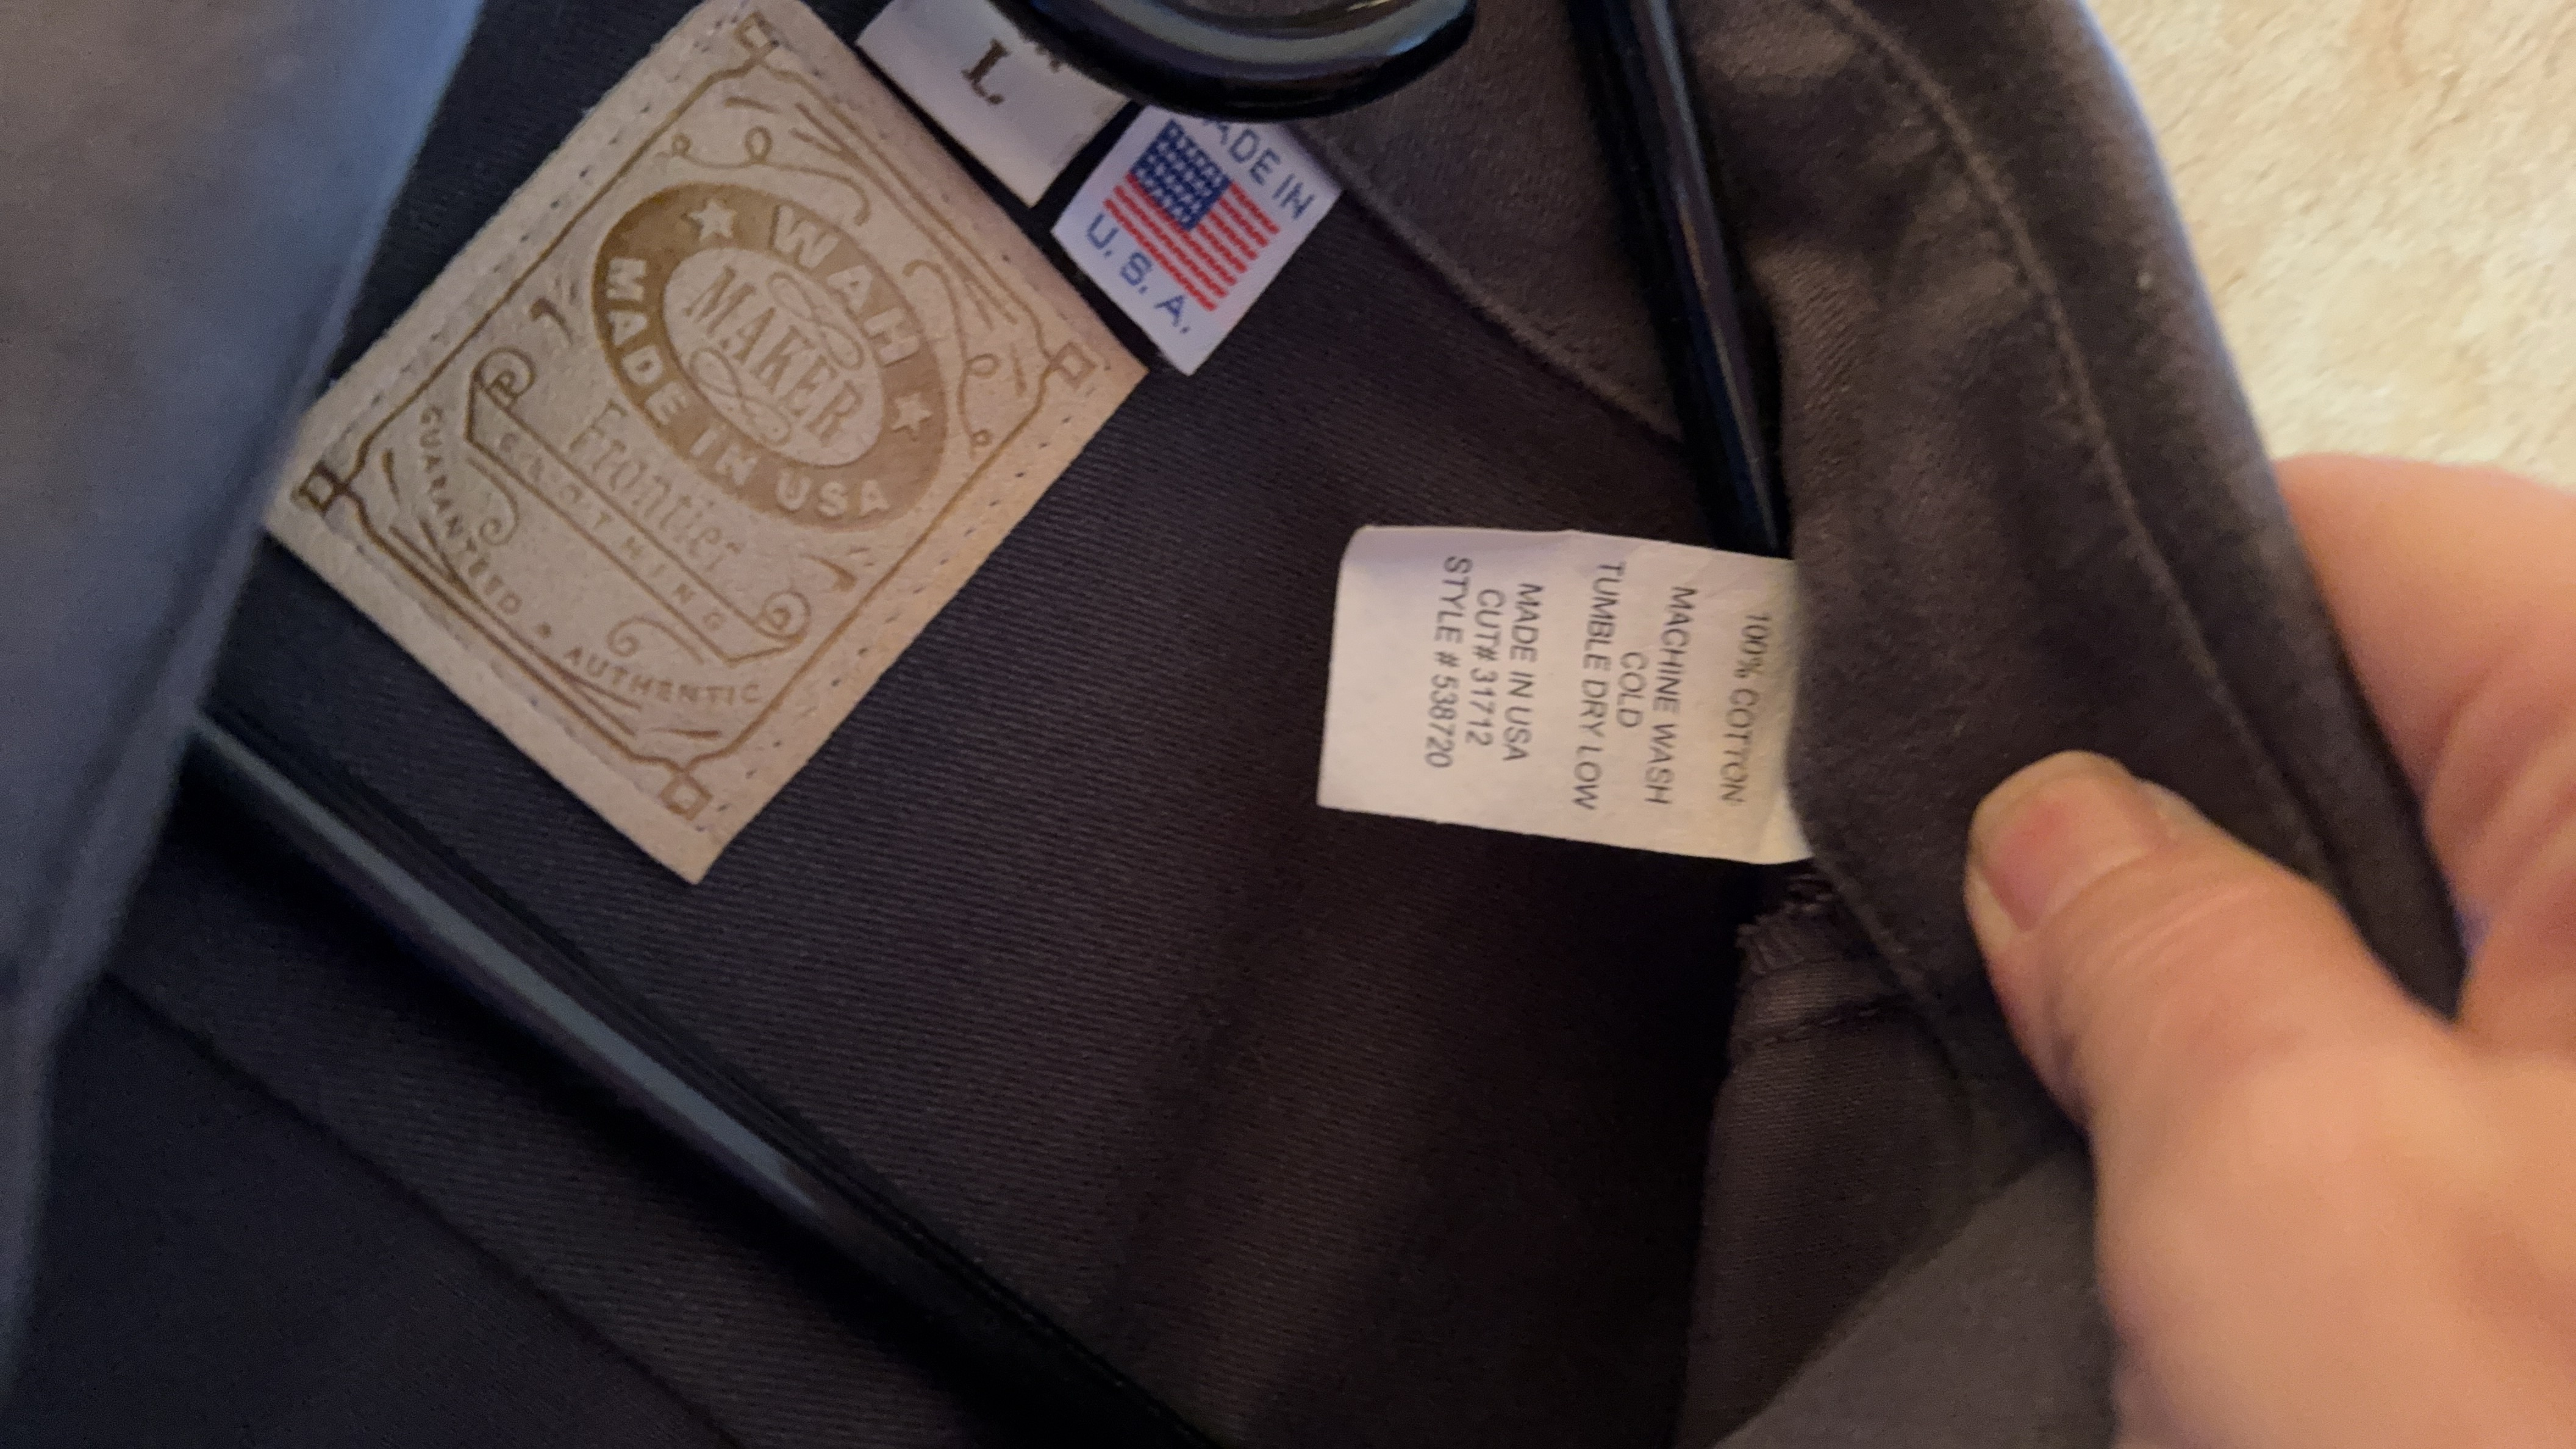 WAH
MAKER
MADE IN USA
Frontier
CLOTHING
GUARANTEED • AUTHENTIC
L
MADE IN
U.S.A.
100% COTTON
MACHINE WASH
COLD
TUMBLE DRY LOW
MADE IN USA
CUT# 31712
STYLE # 538720